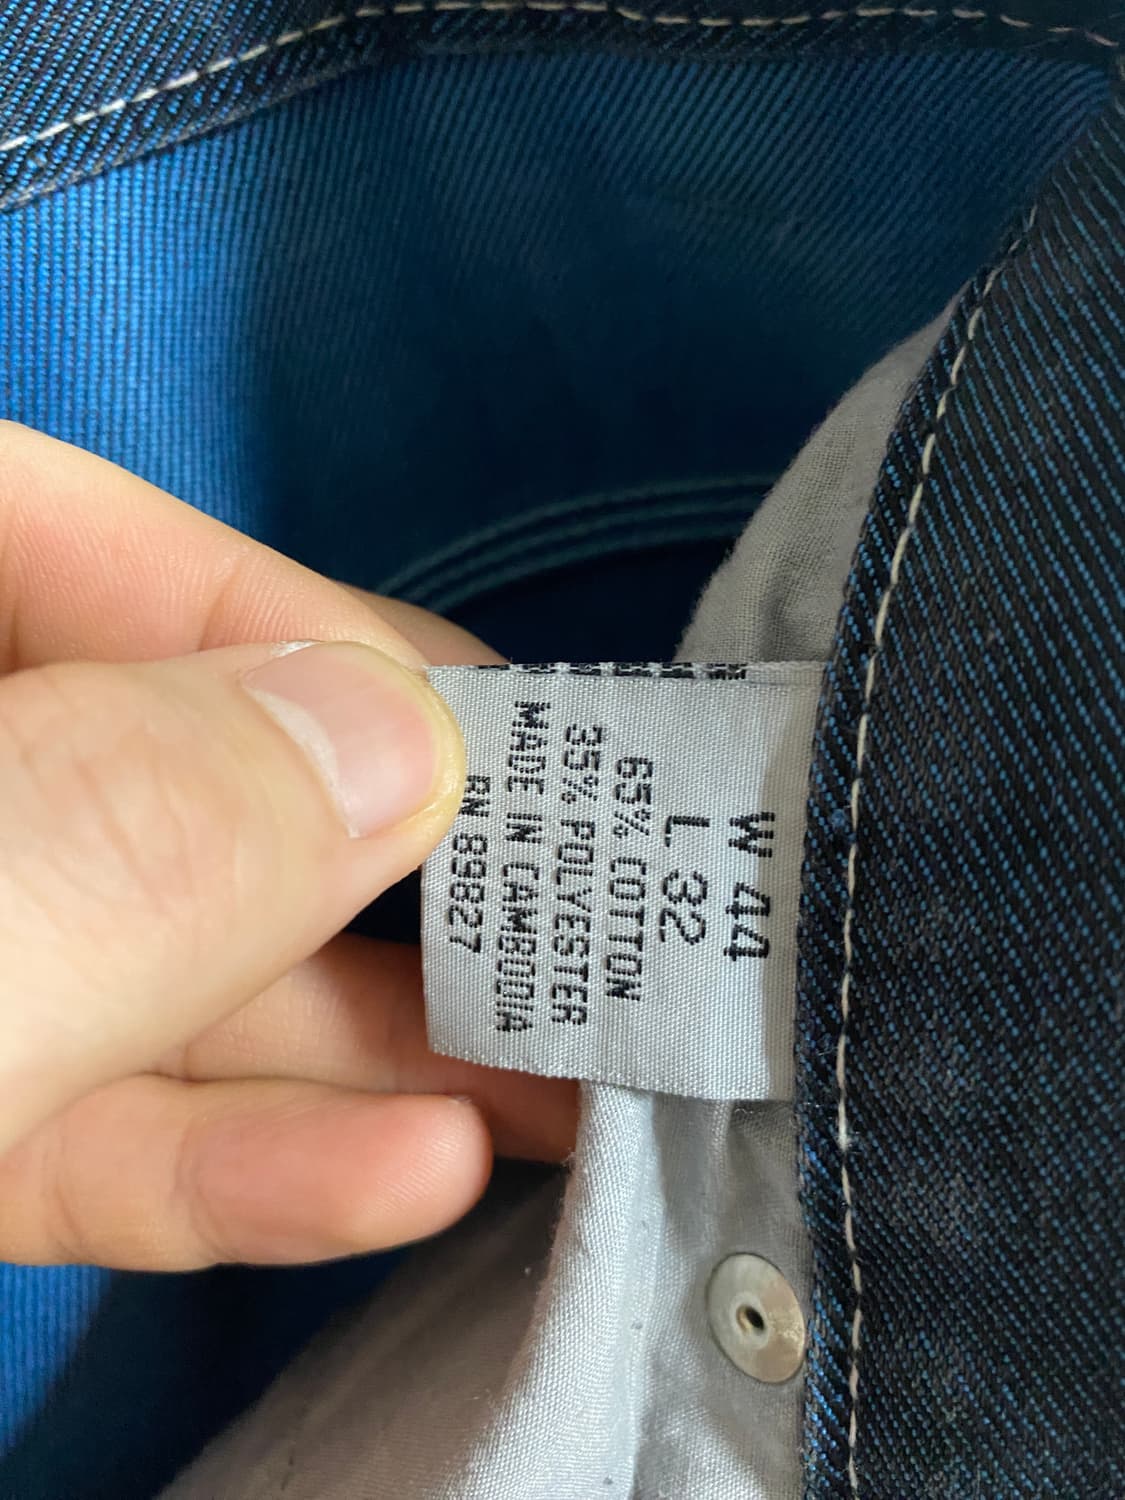 W 44
L 32
65% COTTON
35% POLYESTER
MADE IN CAMBODIA
RN 89827